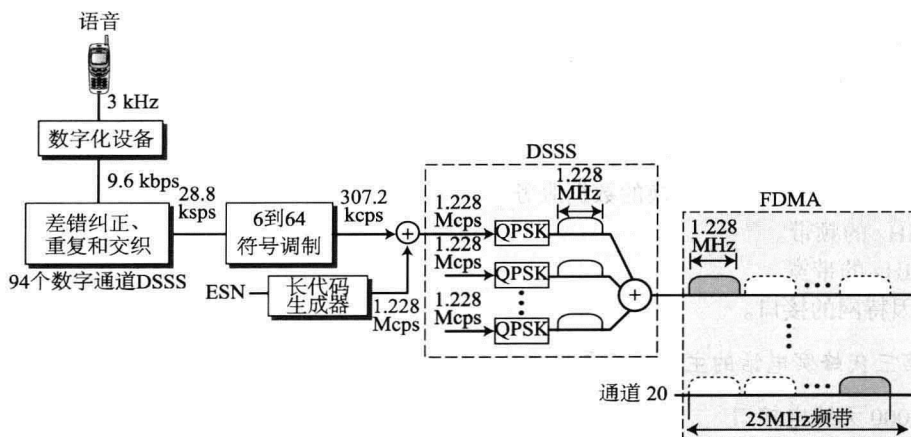 语音
3 kHz
数字化设备
9.6 kbps
差错纠正、
重复和交织
94个数字通道DSSS
28.8
ksps
6到64
符号调制
307.2
kcps
ESN
长代码
生成器
1.228
Mcps
DSSS
1.228
MHz
1.228
Mcps
QPSK
1.228
Mcps
QPSK
1.228
Mcps
QPSK
FDMA
1.228
MHz
通道 20
25MHz频带